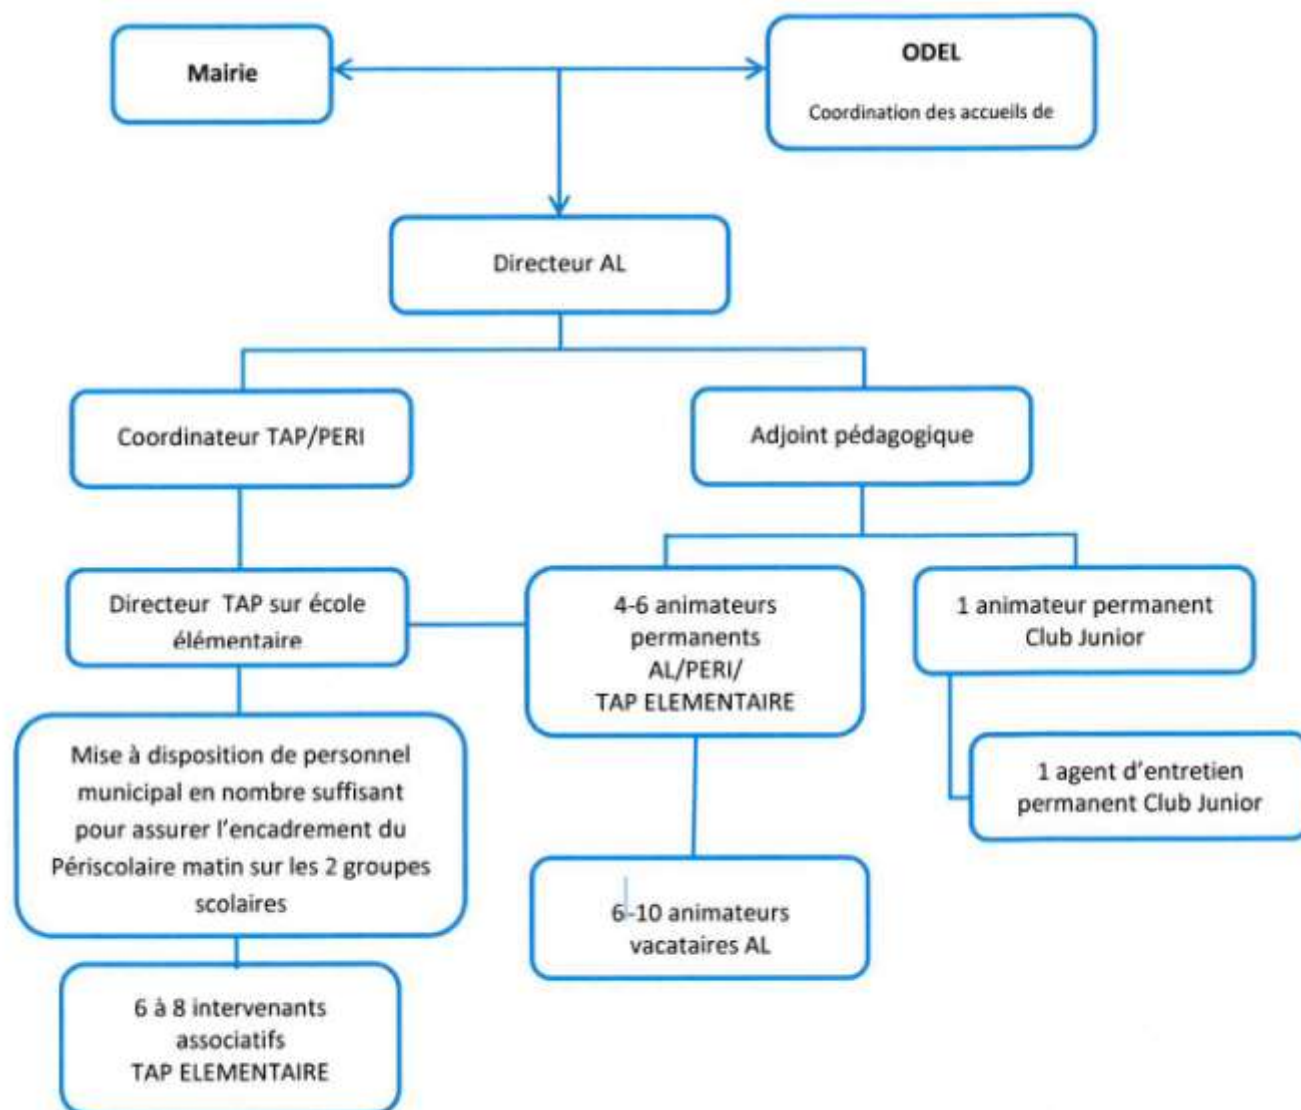 Mairie
ODEL
Coordination des accueils de
Directeur AL
Coordinateur TAP/PERI
Adjoint pédagogique
Directeur TAP sur école
élémentaire
4-6 animateurs
permanents
AL/PERI/
TAP ELEMENTAIRE
1 animateur permanent
Club Junior
Mise à disposition de personnel
municipal en nombre suffisant
pour assurer l'encadrement du
Périscolaire matin sur les 2 groupes
scolaires
1 agent d'entretien
permanent Club Junior
6-10 animateurs
vacataires AL
6 à 8 intervenants
associatifs
TAP ELEMENTAIRE